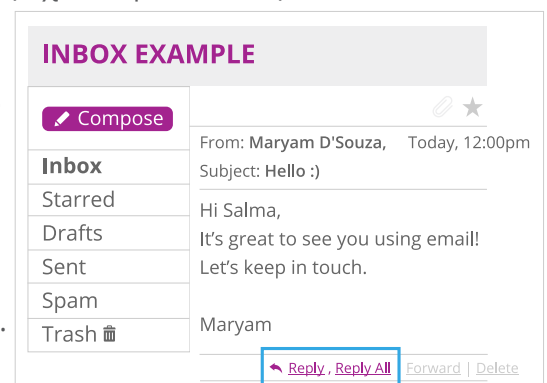 INBOX EXAMPLE
Compose
Inbox
Starred
Drafts
Sent
Spam
Trash
From: Maryam D'Souza, Today, 12:00pm
Subject: Hello :)
Hi Salma,
It's great to see you using email!
Let's keep in touch.
Maryam
Reply , Reply All Forward | Delete